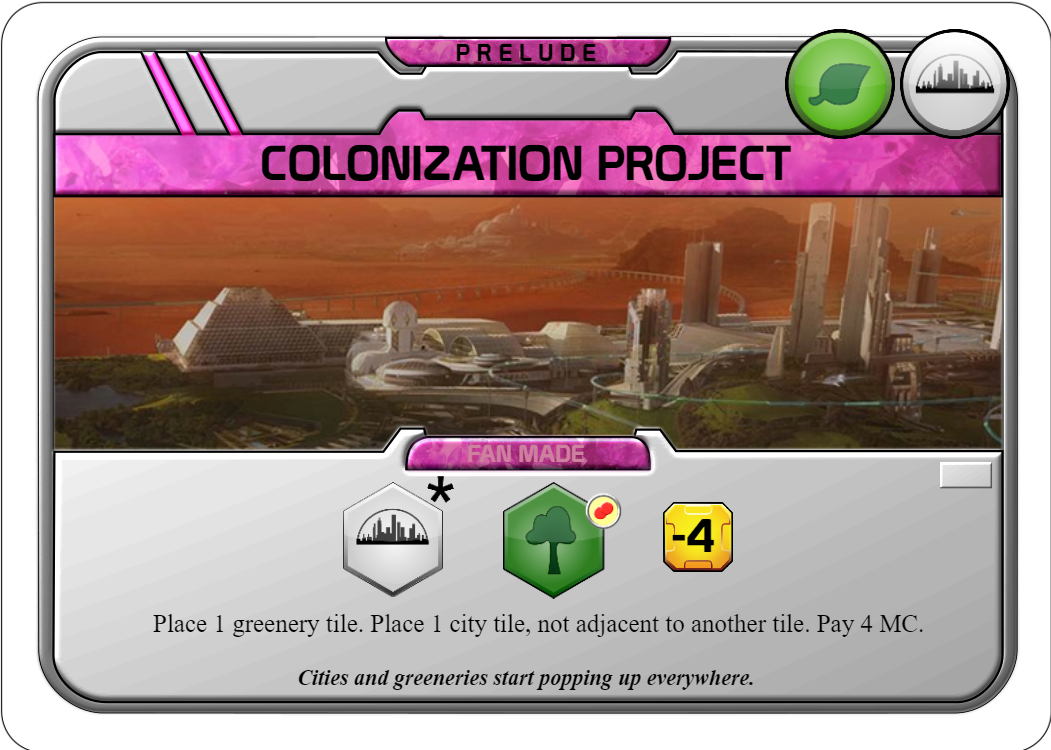 PRELUDE
COLONIZATION PROJECT
FAN MADE
*
-4
Place 1 greenery tile. Place 1 city tile, not adjacent to another tile. Pay 4 MC.
Cities and greeneries start popping up everywhere.